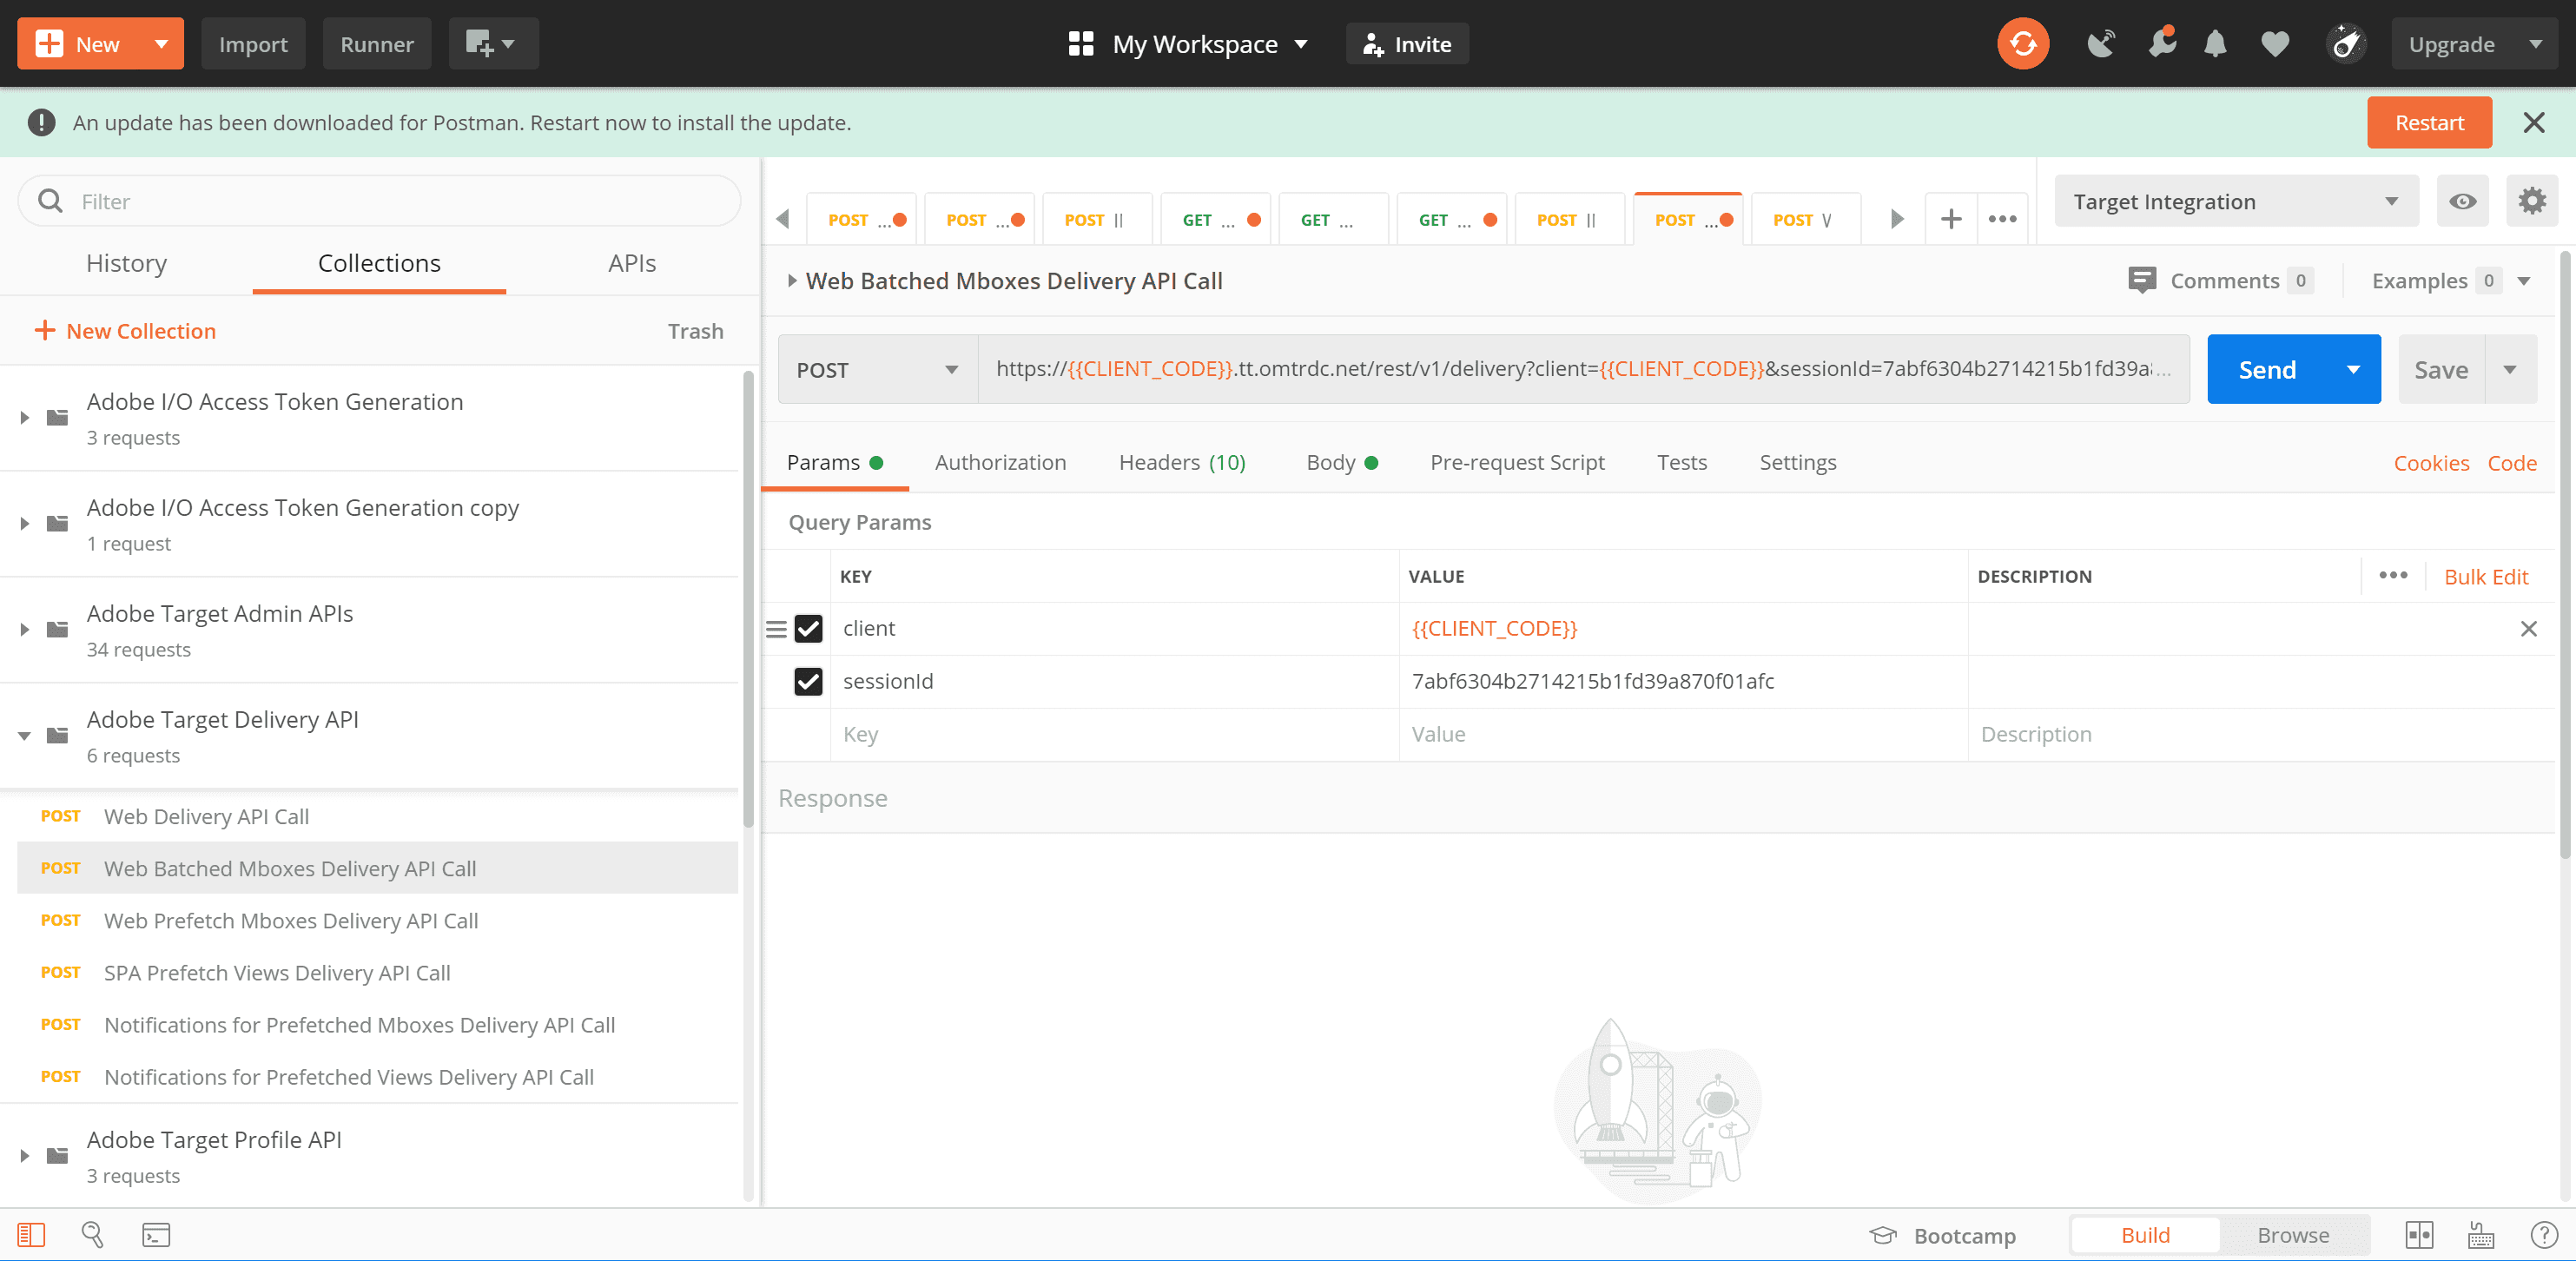 New
Import
Runner
My Workspace
Invite
Upgrade
An update has been downloaded for Postman. Restart now to install the update.
Restart
Filter
History
Collections
APIs
New Collection
Trash
Adobe I/O Access Token Generation
3 requests
Adobe I/O Access Token Generation copy
1 request
Adobe Target Admin APIs
34 requests
Adobe Target Delivery API
6 requests
POST Web Delivery API Call
POST Web Batched Mboxes Delivery API Call
POST Web Prefetch Mboxes Delivery API Call
POST SPA Prefetch Views Delivery API Call
POST Notifications for Prefetched Mboxes Delivery API Call
POST Notifications for Prefetched Views Delivery API Call
Adobe Target Profile API
3 requests
POST ...
POST ...
POST
GET ...
GET ...
GET ...
POST
POST ...
POST
Target Integration
Web Batched Mboxes Delivery API Call
Comments 0
Examples 0
POST
https://{{CLIENT_CODE}}.tt.omtrdc.net/rest/v1/delivery?client={{CLIENT_CODE}}&sessionId=7abf6304b2714215b1fd39a...
Send
Save
Params
Authorization
Headers (10)
Body
Pre-request Script
Tests
Settings
Cookies
Code
Query Params
KEY VALUE DESCRIPTION
Bulk Edit
client {{CLIENT_CODE}}
sessionId 7abf6304b2714215b1fd39a870f01afc
Key Value Description
Response
Bootcamp
Build
Browse